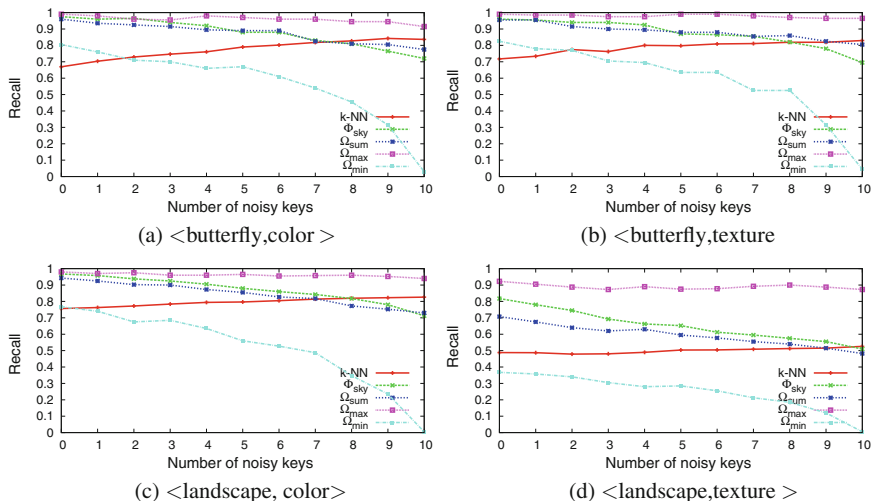 1
0.9
0.8
0.7
0.6
0.5
0.4
0.3
0.2
0.1
0
Recall
k-NN
Φsky
Ωsum
Ωmax
Ωmin
0 1 2 3 4 5 6 7 8 9 10
Number of noisy keys
(a) <butterfly,color >
1
0.9
0.8
0.7
0.6
0.5
0.4
0.3
0.2
0.1
0
Recall
k-NN
Φsky
Ωsum
Ωmax
Ωmin
0 1 2 3 4 5 6 7 8 9 10
Number of noisy keys
(b) <butterfly,texture
1
0.9
0.8
0.7
0.6
0.5
0.4
0.3
0.2
0.1
0
Recall
k-NN
Φsky
Ωsum
Ωmax
Ωmin
0 1 2 3 4 5 6 7 8 9 10
Number of noisy keys
(c) <landscape, color>
1
0.9
0.8
0.7
0.6
0.5
0.4
0.3
0.2
0.1
0
Recall
k-NN
Φsky
Ωsum
Ωmax
Ωmin
0 1 2 3 4 5 6 7 8 9 10
Number of noisy keys
(d) <landscape,texture >